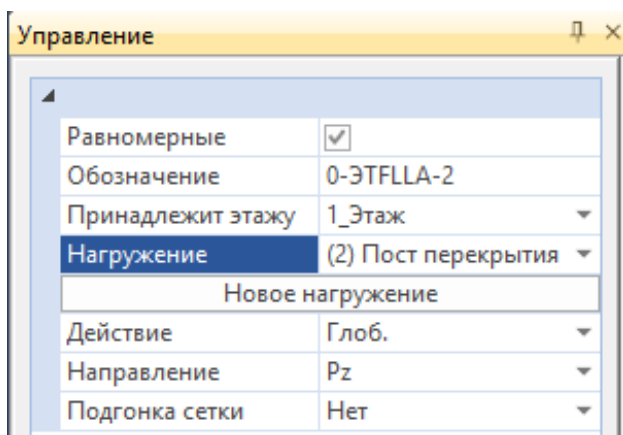 Управление
Равномерные
Обозначение 0-ЭТFLLA-2
Принадлежит этажу 1_Этаж
Нагружение (2) Пост перекрытия
Новое нагружение
Действие Глоб.
Направление Pz
Подгонка сетки Нет